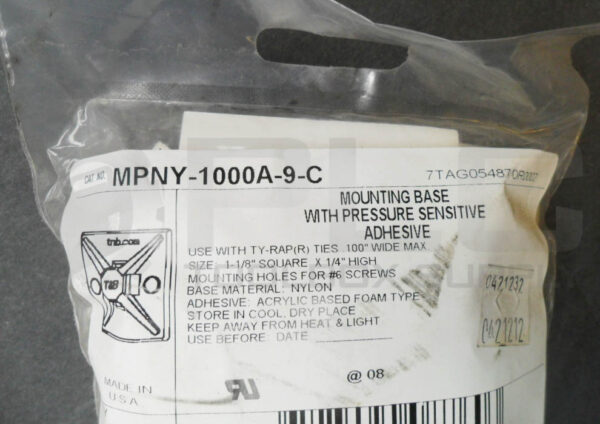 CAT. NO. MPNY-1000A-9-C 7TAG054870R0007
MOUNTING BASE
WITH PRESSURE SENSITIVE
ADHESIVE
tnb.com
T&B
USE WITH TY-RAP(R) TIES .100" WIDE MAX.
SIZE: 1-1/8" SQUARE X 1/4" HIGH
MOUNTING HOLES FOR #6 SCREWS
BASE MATERIAL: NYLON
ADHESIVE: ACRYLIC BASED FOAM TYPE
STORE IN COOL, DRY PLACE
KEEP AWAY FROM HEAT & LIGHT
USE BEFORE: DATE
0421232
0421212
MADE IN
U S A
@ 08
PLC